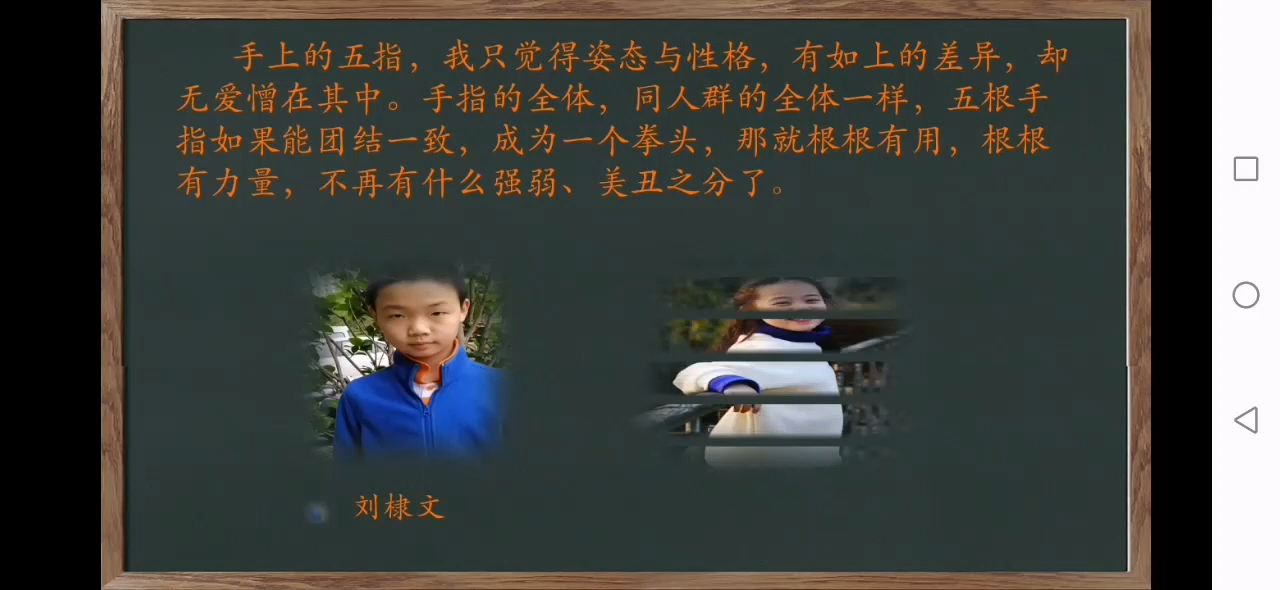 手上的五指，我只觉得姿态与性格，有如上的差异，却
无爱憎在其中。手指的全体，同人群的全体一样，五根手
指如果能团结一致，成为一个拳头，那就根根有用，根根
有力量，不再有什么强弱、美丑之分了。
刘棣文